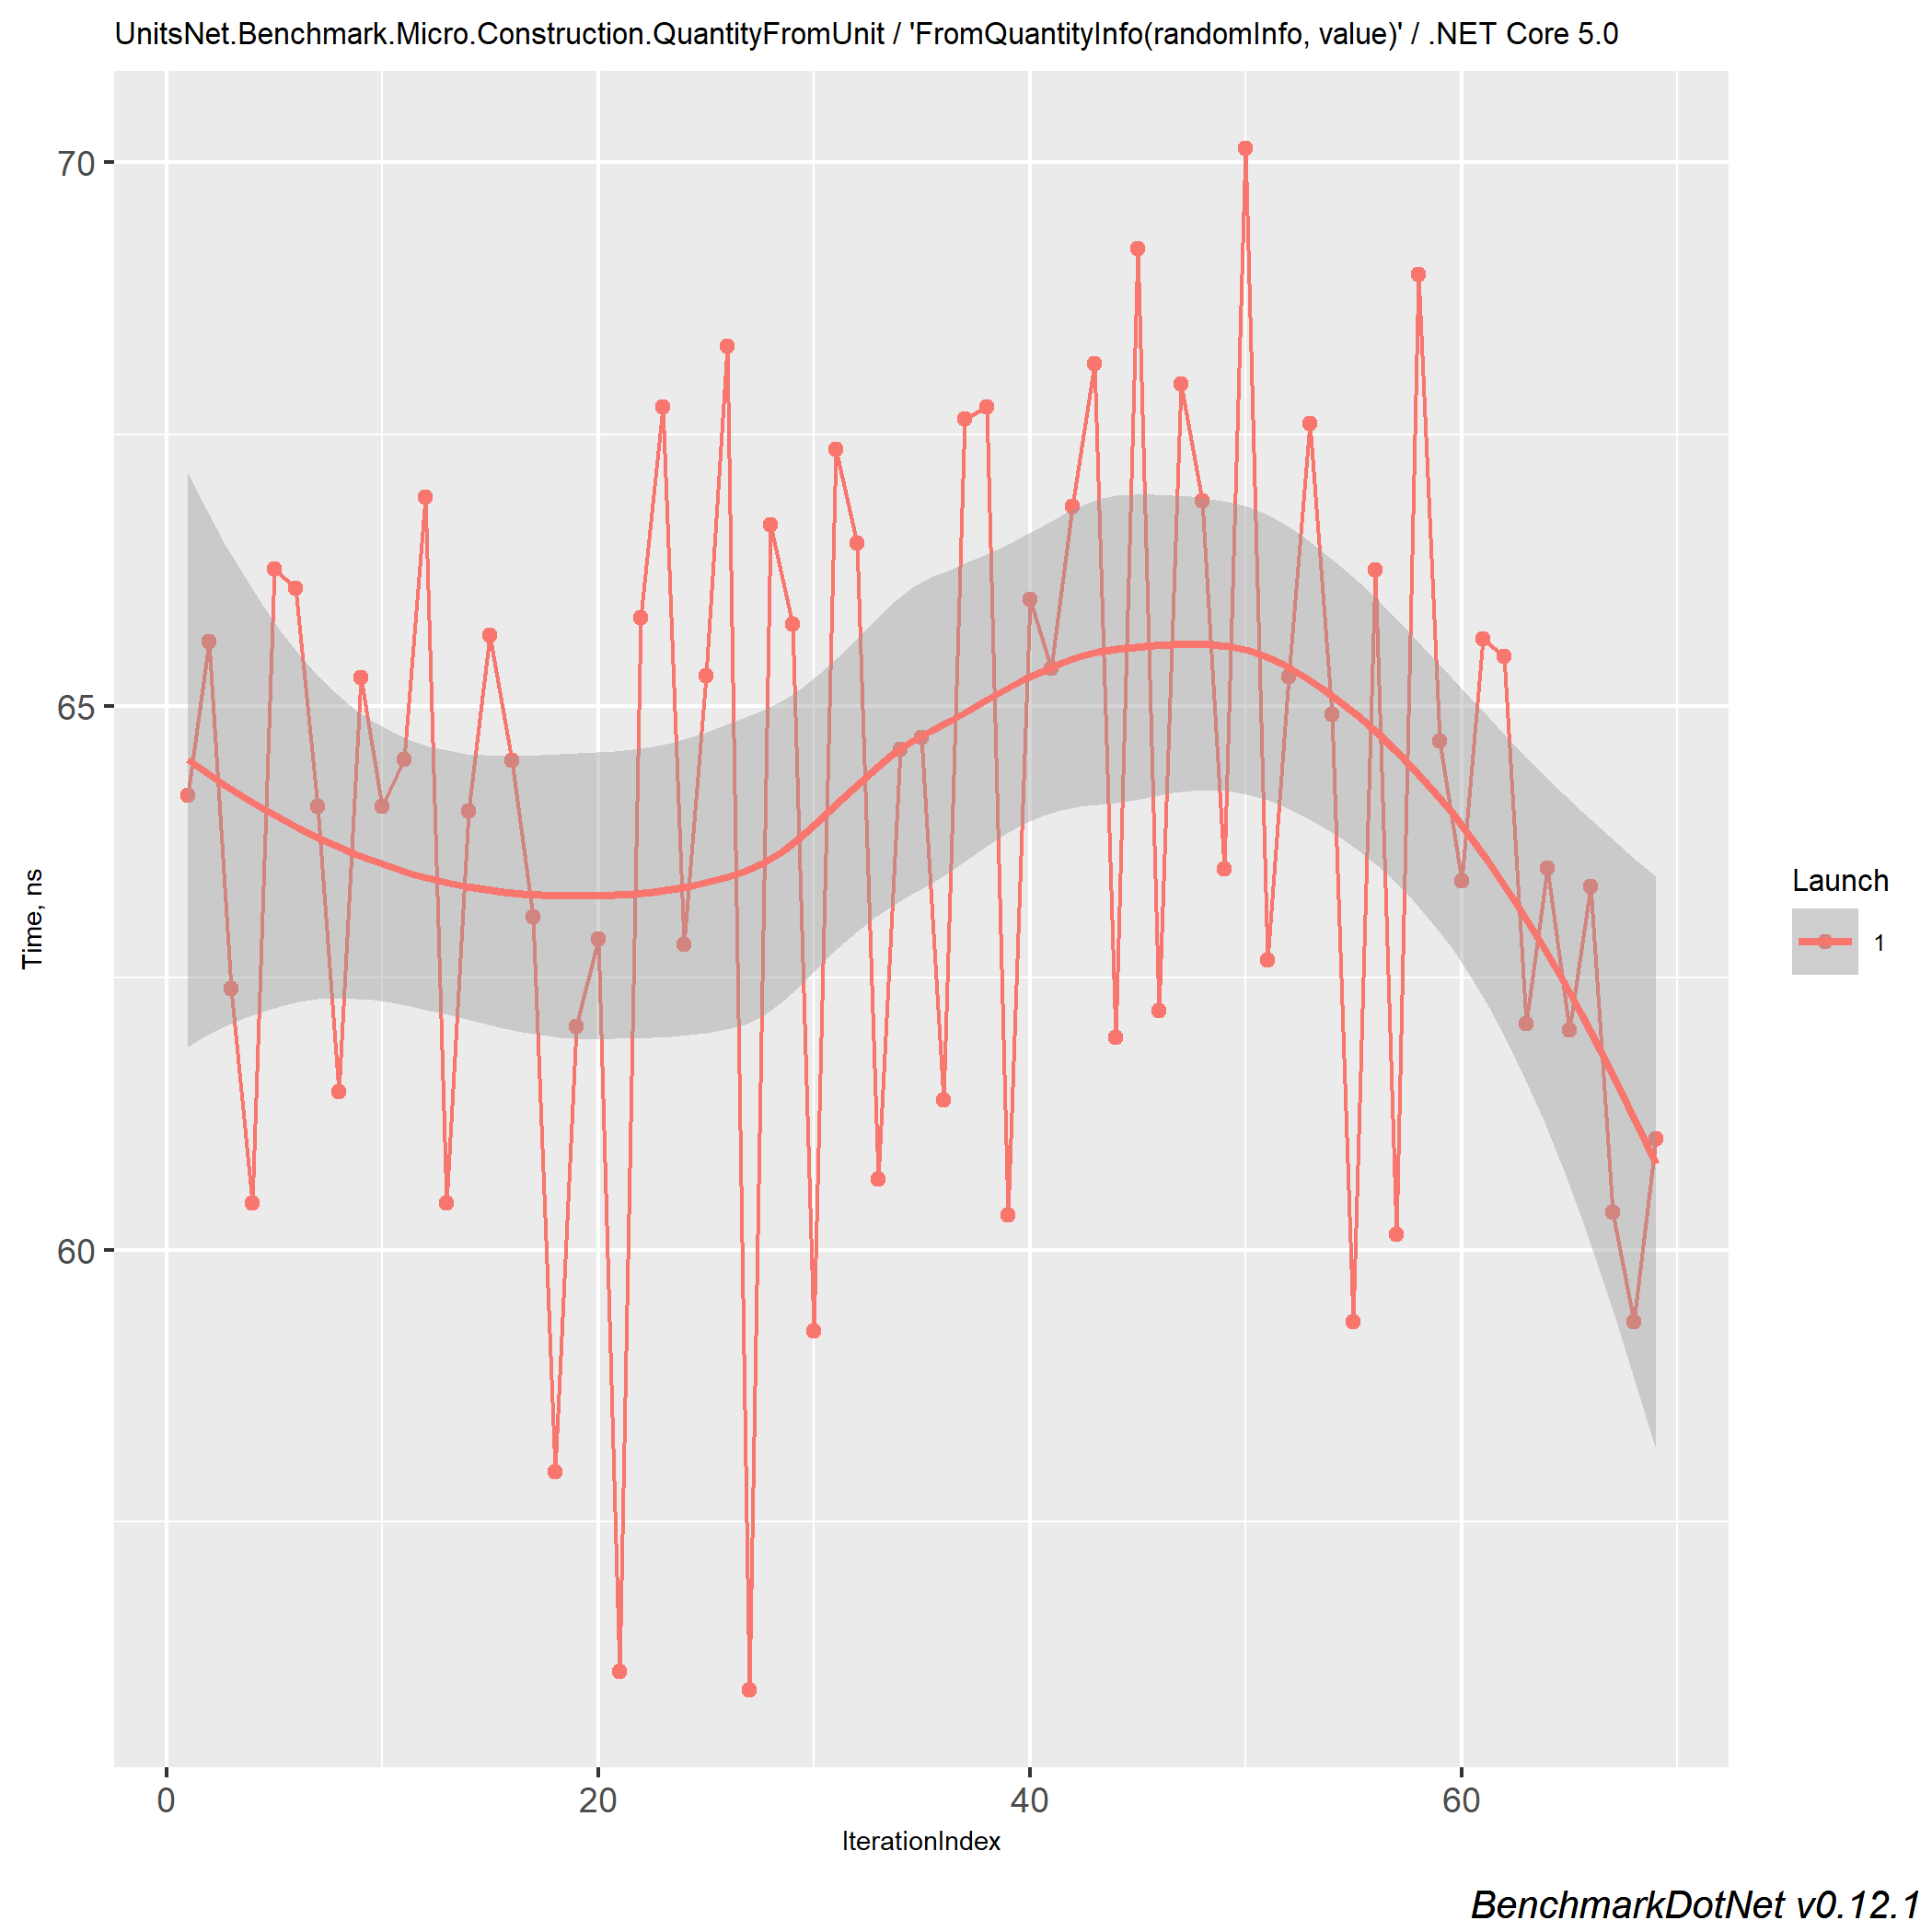 UnitsNet.Benchmark.Micro.Construction.QuantityFromUnit / 'FromQuantityInfo(randomInfo, value)' / .NET Core 5.0
70
65
60
Time, ns
0 20 40 60
IterationIndex
Launch
1
BenchmarkDotNet v0.12.1